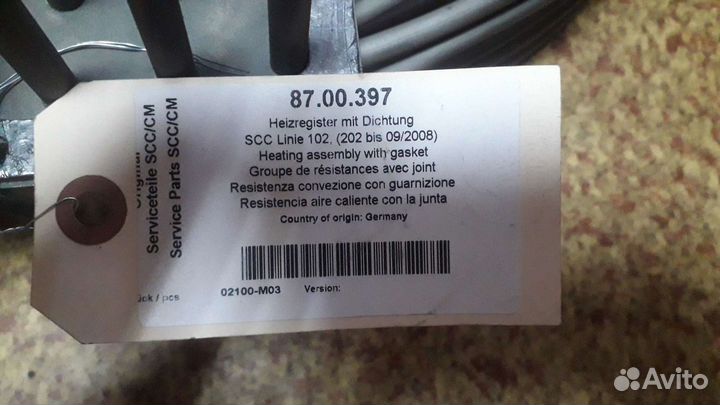 87.00.397
Heizregister mit Dichtung
SCC Linie 102, (202 bis 09/2008)
Heating assembly with gasket
Groupe de résistances avec joint
Resistenza convezione con guarnizione
Resistencia aire caliente con la junta
Country of origin: Germany
02100-M03 Version:
Original
Serviceteile SCC/CM
Service Parts SCC/CM
/ pcs
Avito